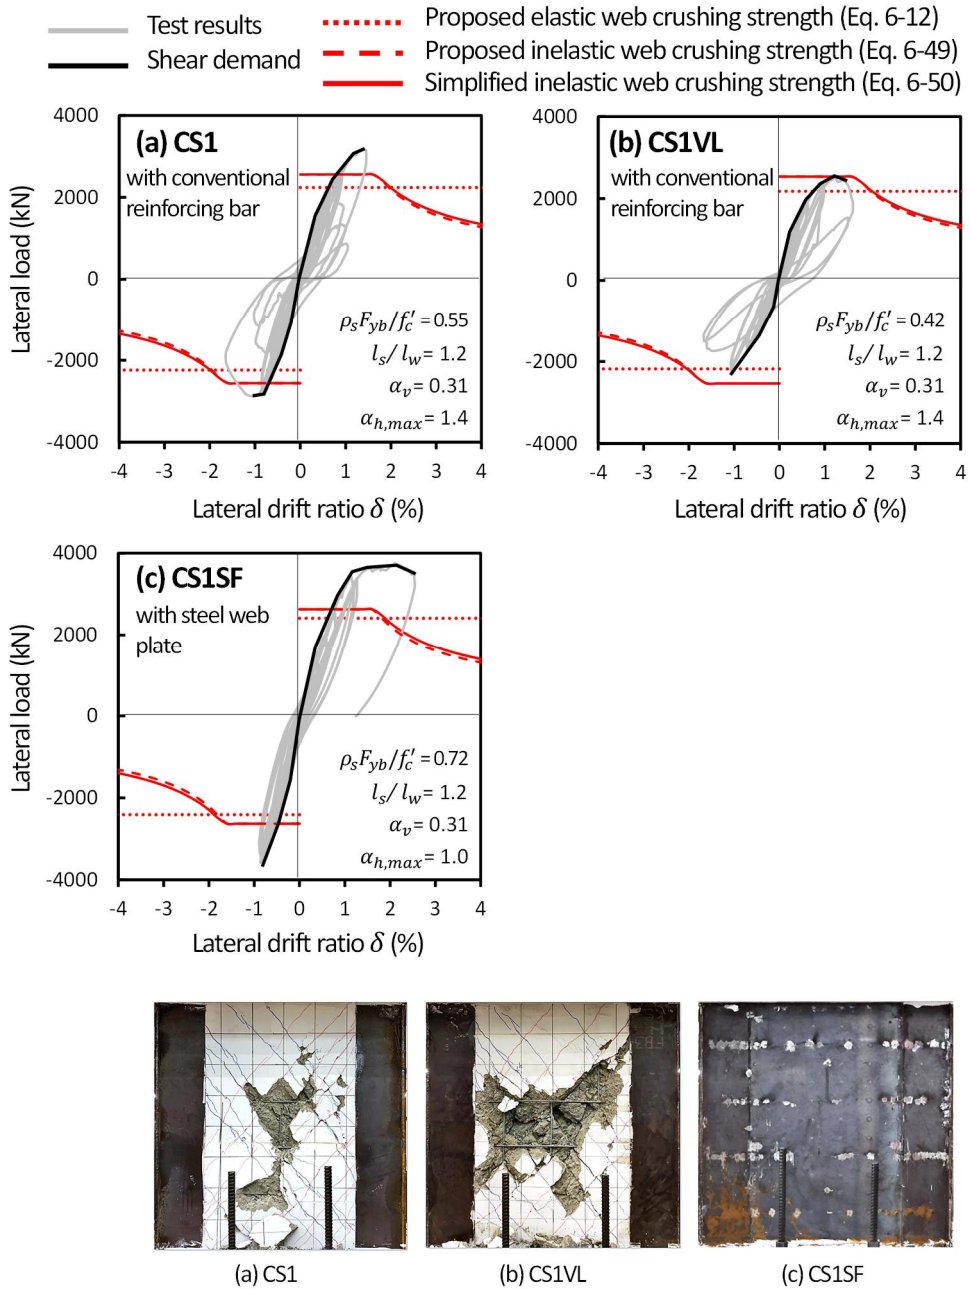 Test results
Shear demand
Proposed elastic web crushing strength (Eq. 6-12)
Proposed inelastic web crushing strength (Eq. 6-49)
Simplified inelastic web crushing strength (Eq. 6-50)
(a) CS1
with conventional
reinforcing bar
4000
2000
0
-2000
-4000
Lateral load (kN)
ρsFyb/f′c = 0.55
ls/lw = 1.2
αv = 0.31
αh,max = 1.4
-4 -3 -2 -1 0 1 2 3 4
Lateral drift ratio δ (%)
(b) CS1VL
with conventional
reinforcing bar
4000
2000
0
-2000
-4000
ρsFyb/f′c = 0.42
ls/lw = 1.2
αv = 0.31
αh,max = 1.4
-4 -3 -2 -1 0 1 2 3 4
Lateral drift ratio δ (%)
(c) CS1SF
with steel web
plate
4000
2000
0
-2000
-4000
Lateral load (kN)
ρsFyb/f′c = 0.72
ls/lw = 1.2
αv = 0.31
αh,max = 1.0
-4 -3 -2 -1 0 1 2 3 4
Lateral drift ratio δ (%)
(a) CS1
(b) CS1VL
(c) CS1SF